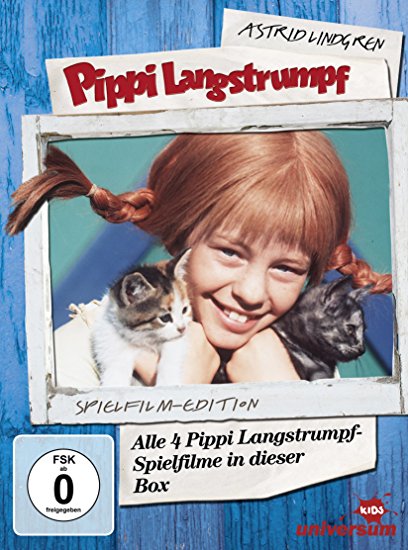 ASTRID LINDGREN
Pippi Langstrumpf
SPIELFILM-EDITION
Alle 4 Pippi Langstrumpf-
Spielfilme in dieser
Box
FSK
ab
0
freigegeben
KIDS
universum